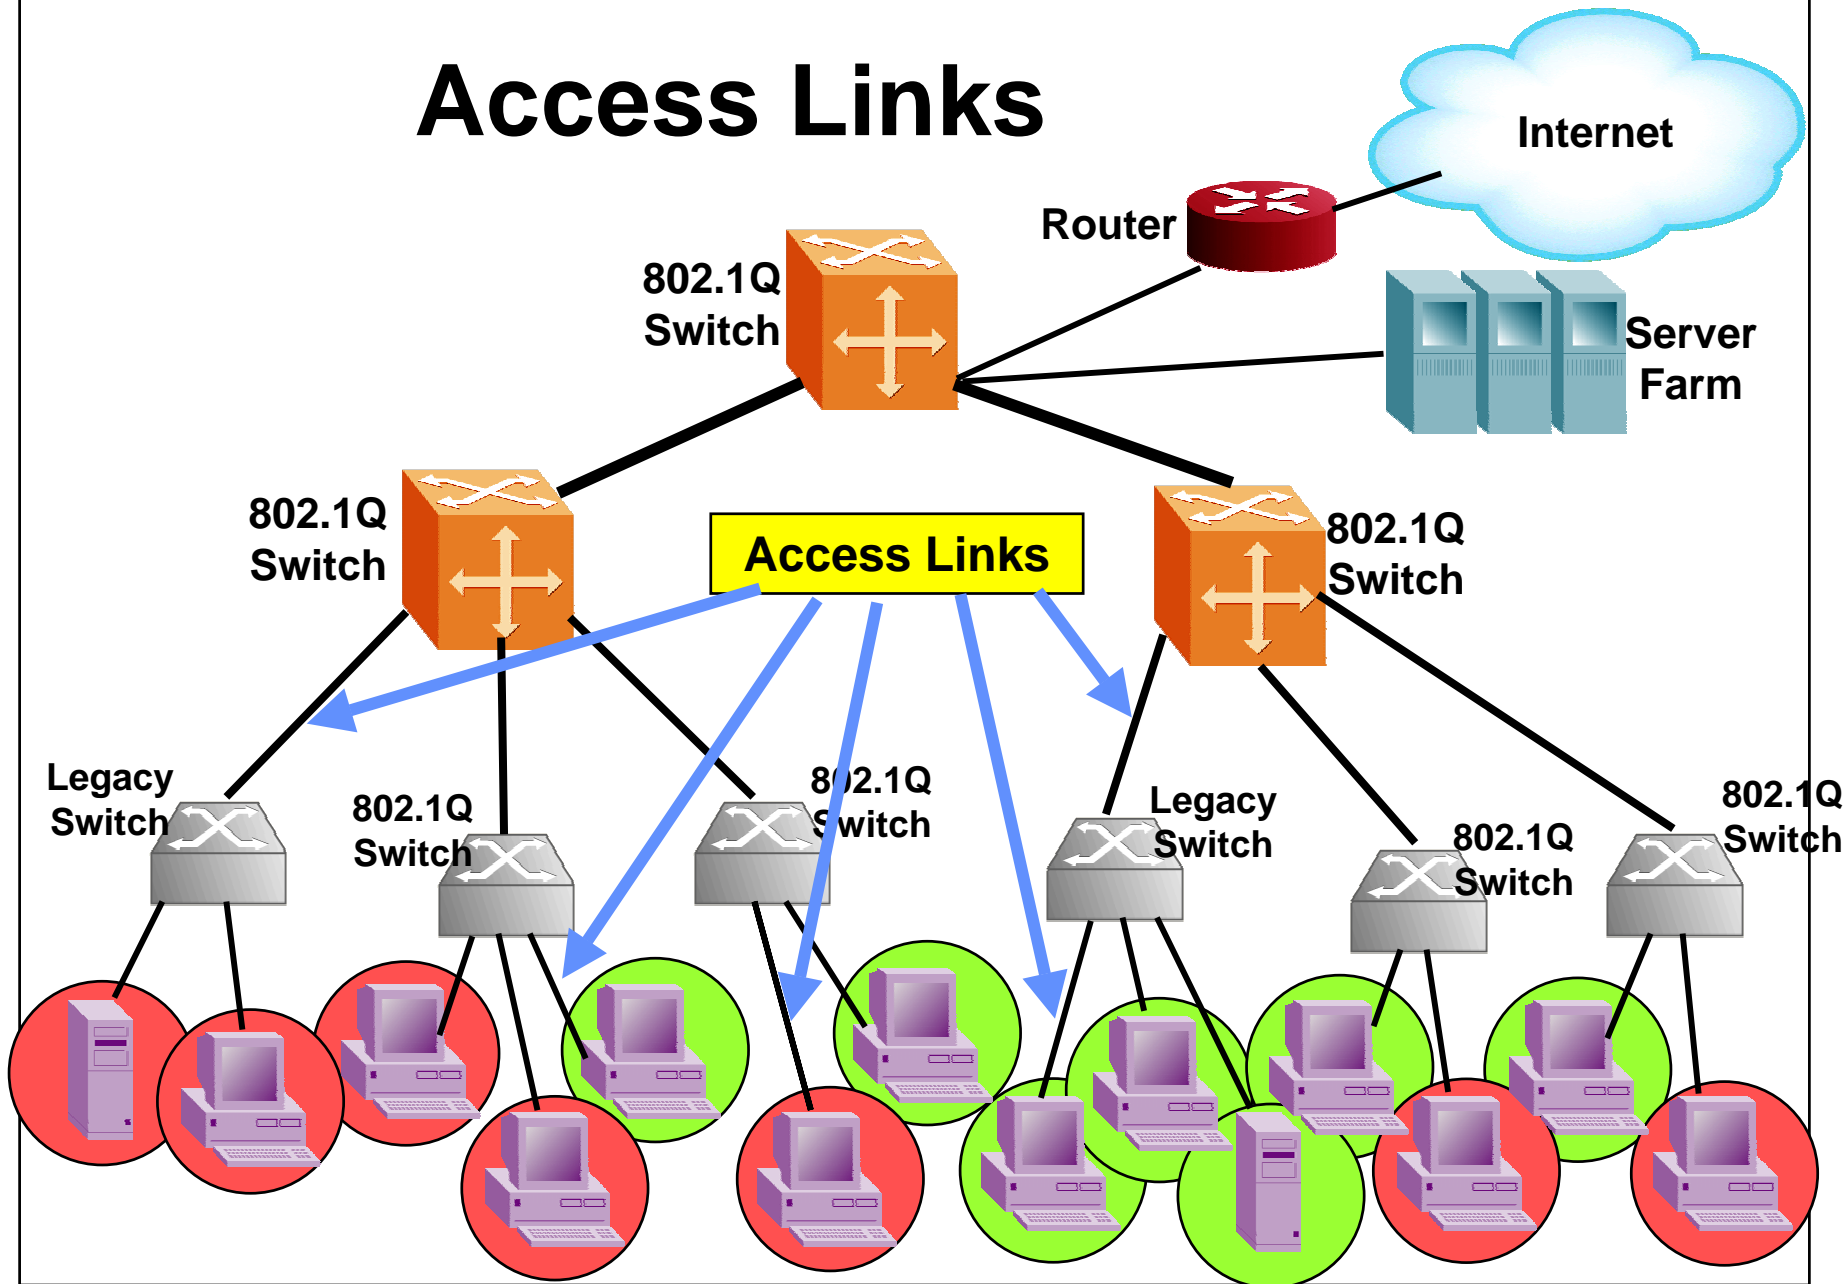 Access Links
Internet
Router
802.1Q
Switch
Server
Farm
802.1Q
Switch
Access Links
802.1Q
Switch
Legacy
Switch
802.1Q
Switch
802.1Q
Switch
Legacy
Switch
802.1Q
Switch
802.1Q
Switch